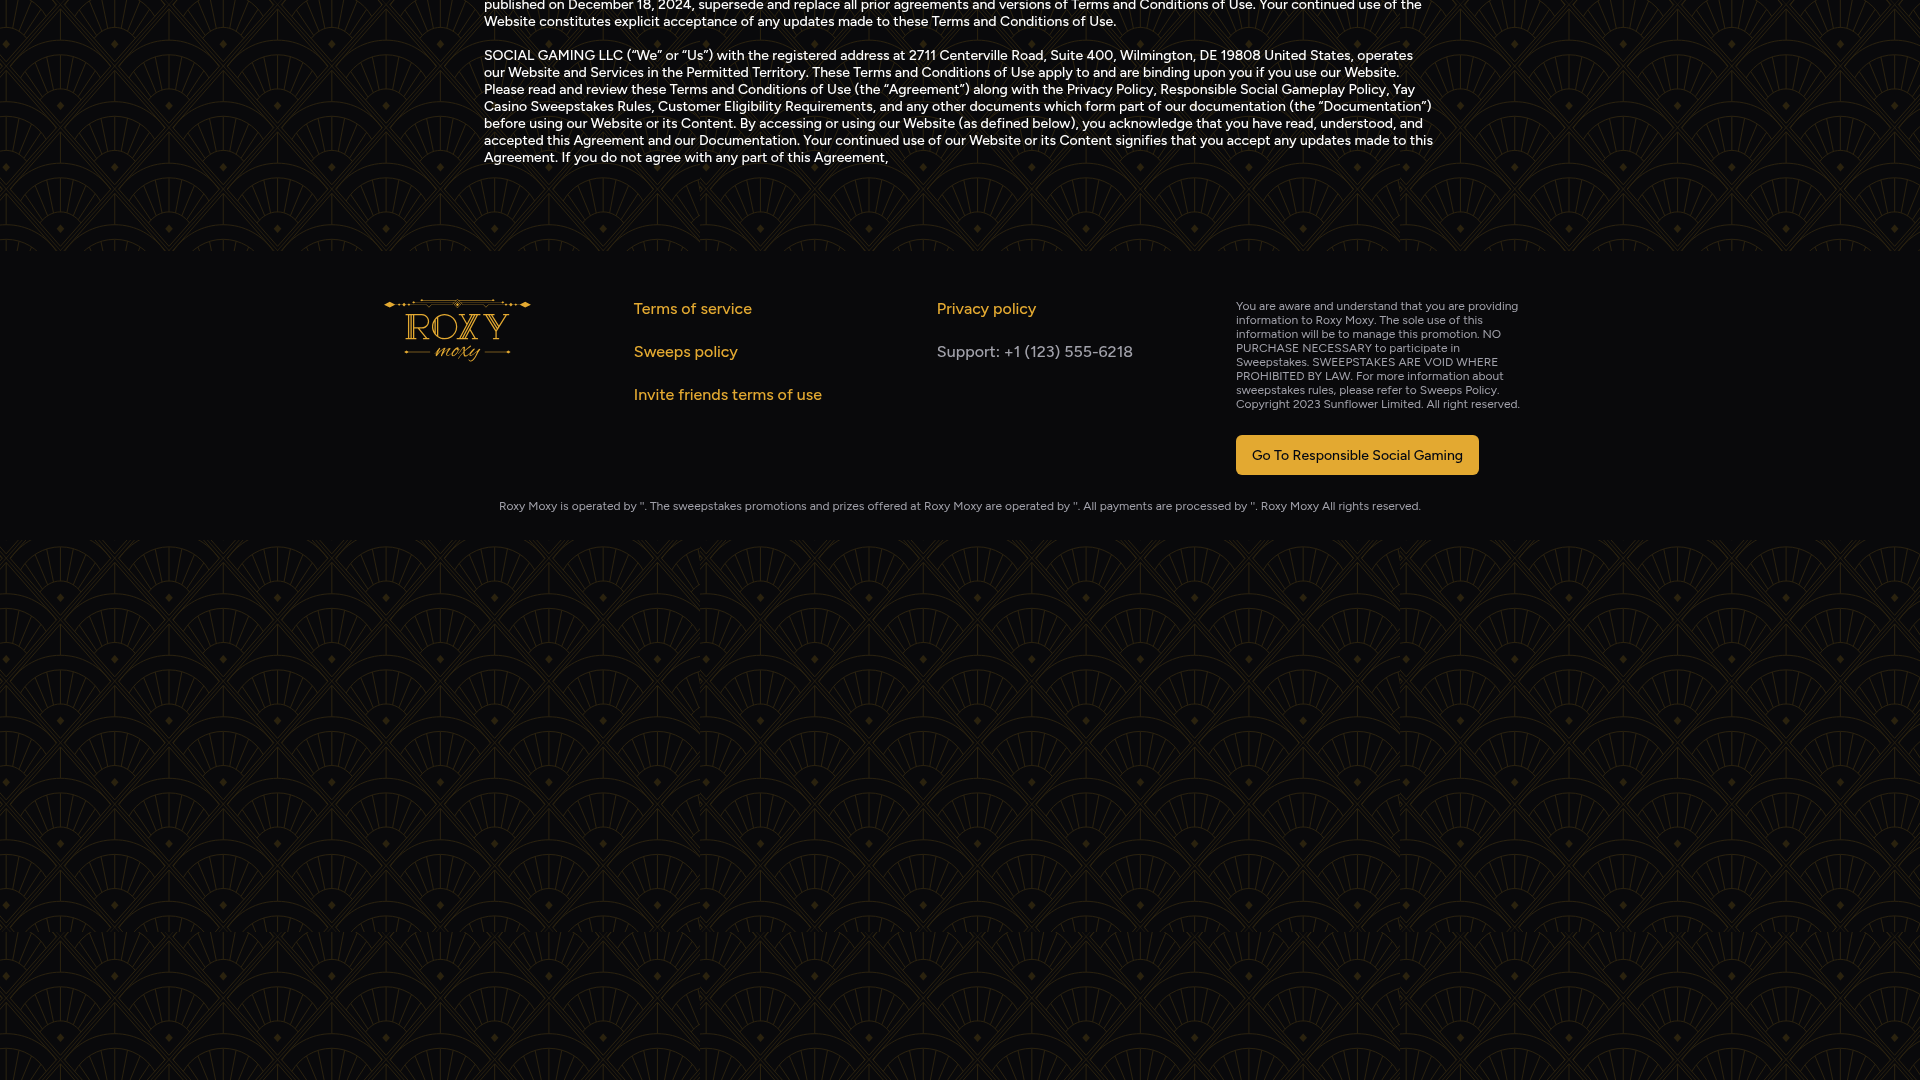 published on December 18, 2024, supersede and replace all prior agreements and versions of Terms and Conditions of Use. Your continued use of the
Website constitutes explicit acceptance of any updates made to these Terms and Conditions of Use.
SOCIAL GAMING LLC (“We” or “Us”) with the registered address at 2711 Centerville Road, Suite 400, Wilmington, DE 19808 United States, operates
our Website and Services in the Permitted Territory. These Terms and Conditions of Use apply to and are binding upon you if you use our Website.
Please read and review these Terms and Conditions of Use (the “Agreement”) along with the Privacy Policy, Responsible Social Gameplay Policy, Yay
Casino Sweepstakes Rules, Customer Eligibility Requirements, and any other documents which form part of our documentation (the “Documentation”)
before using our Website or its Content. By accessing or using our Website (as defined below), you acknowledge that you have read, understood, and
accepted this Agreement and our Documentation. Your continued use of our Website or its Content signifies that you accept any updates made to this
Agreement. If you do not agree with any part of this Agreement,
ROXY
moxy
Terms of service
Sweeps policy
Invite friends terms of use
Privacy policy
Support: +1 (123) 555-6218
You are aware and understand that you are providing
information to Roxy Moxy. The sole use of this
information will be to manage this promotion. NO
PURCHASE NECESSARY to participate in
Sweepstakes. SWEEPSTAKES ARE VOID WHERE
PROHIBITED BY LAW. For more information about
sweepstakes rules, please refer to Sweeps Policy.
Copyright 2023 Sunflower Limited. All right reserved.
Go To Responsible Social Gaming
Roxy Moxy is operated by ''. The sweepstakes promotions and prizes offered at Roxy Moxy are operated by ''. All payments are processed by ''. Roxy Moxy All rights reserved.